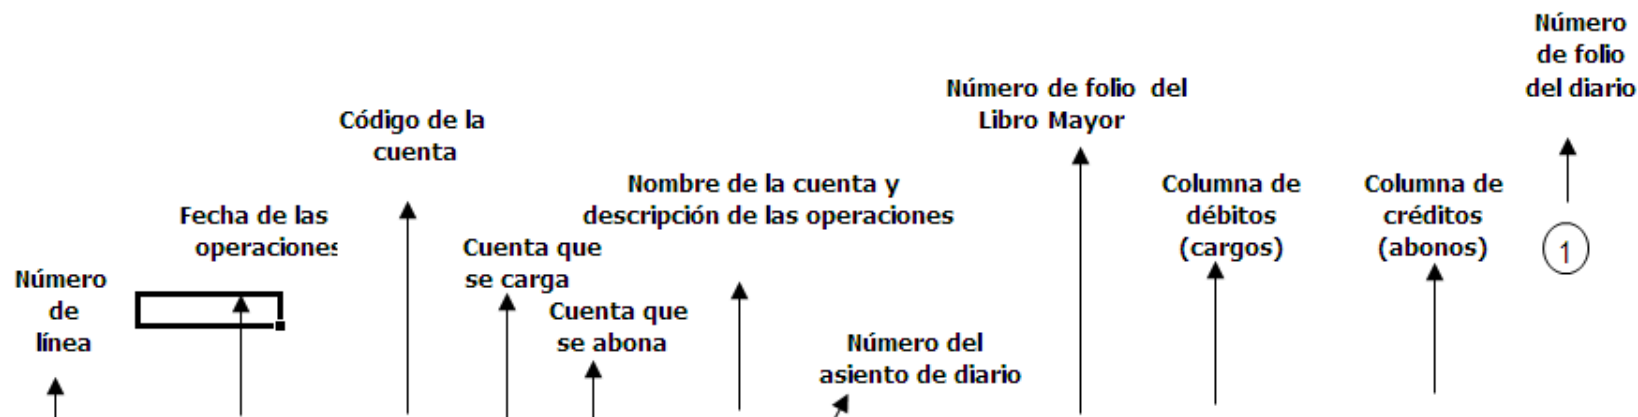 Número
de folio
del diario
Número de folio del
Libro Mayor
Código de la
cuenta
Nombre de la cuenta y
descripción de las operaciones
Columna de
débitos
(cargos)
Columna de
créditos
(abonos)
1
Fecha de las
operaciones
Cuenta que
se carga
Número
de
línea
Cuenta que
se abona
Número del
asiento de diario